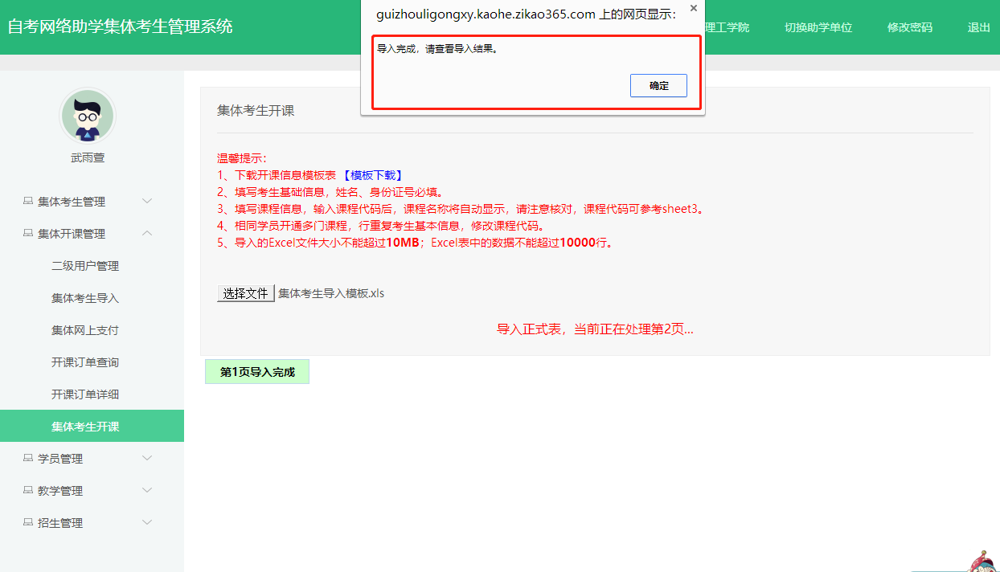 guizhouligongxy.kaohe.zikao365.com 上的网页显示：
导入完成，请查看导入结果。
确定
自考网络助学集体考生管理系统
理工学院 切换助学单位 修改密码 退出
武雨萱
集体考生管理
集体开课管理
二级用户管理
集体考生导入
集体网上支付
开课订单查询
开课订单详细
集体考生开课
学员管理
教学管理
招生管理
集体考生开课
温馨提示：
1、下载开课信息模板表 【模板下载】
2、填写考生基础信息，姓名、身份证号必填。
3、填写课程信息，输入课程代码后，课程名称将自动显示，请注意核对，课程代码可参考sheet3。
4、相同学员开通多门课程，行重复考生基本信息，修改课程代码。
5、导入的Excel文件大小不能超过10MB；Excel表中的数据不能超过10000行。
选择文件 集体考生导入模板.xls
导入正式表，当前正在处理第2页...
第1页导入完成